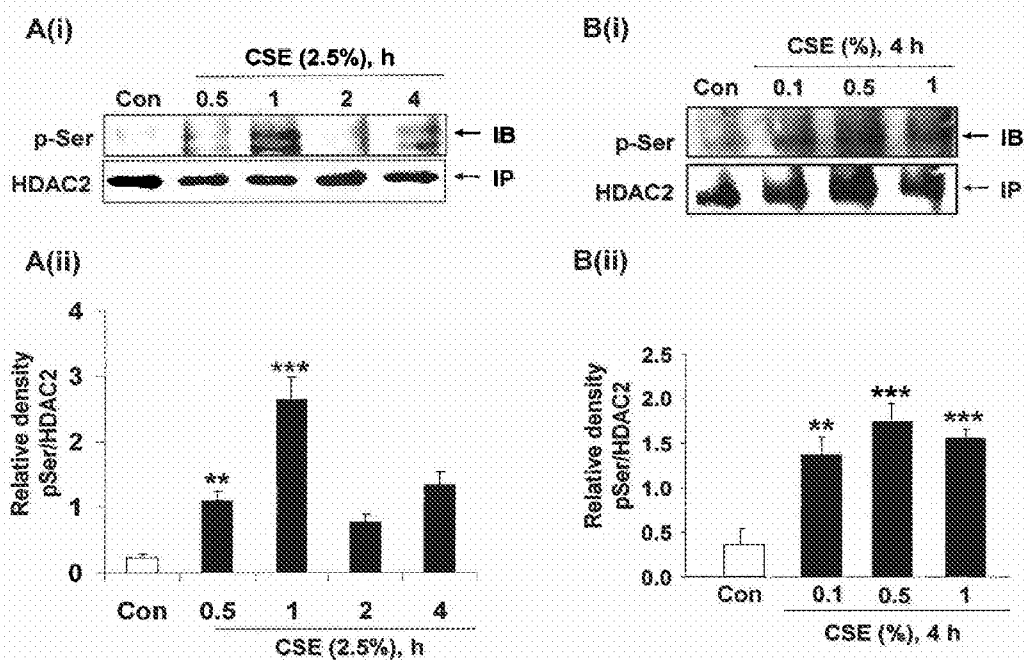 A(i)
CSE (2.5%), h
Con 0.5 1 2 4
p-Ser IB
HDAC2 IP
B(i)
CSE (%), 4 h
Con 0.1 0.5 1
p-Ser IB
HDAC2 IP
A(ii)
Relative density
pSer/HDAC2
4
3
2
1
0
** ***
Con 0.5 1 2 4
CSE (2.5%), h
B(ii)
Relative density
pSer/HDAC2
2.5
2.0
1.5
1.0
0.5
0.0
** *** ***
Con 0.1 0.5 1
CSE (%), 4 h